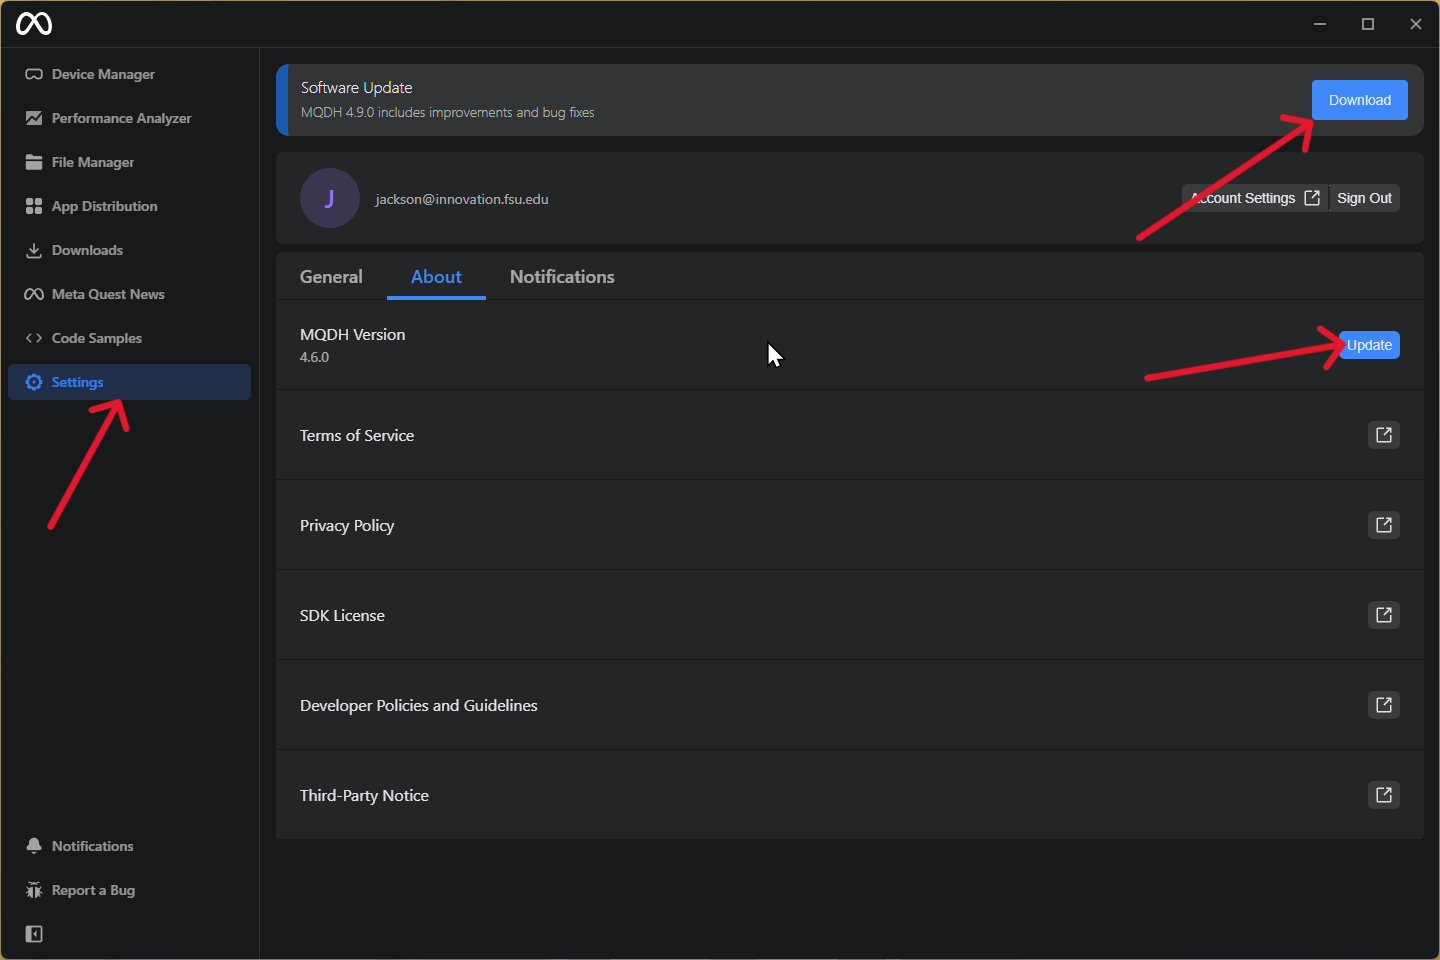 Device Manager
Performance Analyzer
File Manager
App Distribution
Downloads
Meta Quest News
Code Samples
Settings
Notifications
Report a Bug
Software Update
MQDH 4.9.0 includes improvements and bug fixes
Download
J
jackson@innovation.fsu.edu
Account Settings
Sign Out
General
About
Notifications
MQDH Version
4.6.0
Update
Terms of Service
Privacy Policy
SDK License
Developer Policies and Guidelines
Third-Party Notice